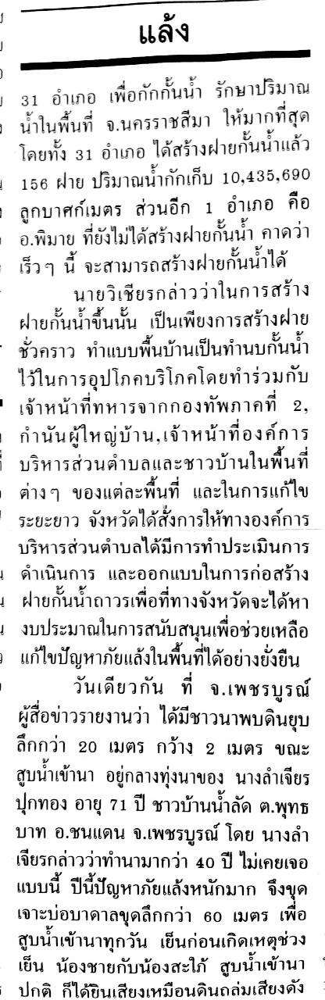 แล้ง
31 อำเภอ เพื่อกักกั้นน้ำ รักษาปริมาณ
น้ำในพื้นที่ จ.นครราชสีมา ให้มากที่สุด
โดยทั้ง 31 อำเภอ ได้สร้างฝายกั้นน้ำแล้ว
156 ฝาย ปริมาณน้ำกักเก็บ 10,435,690
ลูกบาศก์เมตร ส่วนอีก 1 อำเภอ คือ
อ.พิมาย ที่ยังไม่ได้สร้างฝายกั้นน้ำ คาดว่า
เร็วๆ นี้ จะสามารถสร้างฝายกั้นน้ำได้
นายวิเชียรกล่าวว่าในการสร้าง
ฝายกั้นน้ำขึ้นนั้น เป็นเพียงการสร้างฝาย
ชั่วคราว ทำแบบพื้นบ้านเป็นทำนบกั้นน้ำ
ไว้ในการอุปโภคบริโภคโดยทำร่วมกับ
เจ้าหน้าที่ทหารจากกองทัพภาคที่ 2,
กำนันผู้ใหญ่บ้าน,เจ้าหน้าที่องค์การ
บริหารส่วนตำบลและชาวบ้านในพื้นที่
ต่างๆ ของแต่ละพื้นที่ และในการแก้ไข
ระยะยาว จังหวัดได้สั่งการให้ทางองค์การ
บริหารส่วนตำบลได้มีการทำประเมินการ
ดำเนินการ และออกแบบในการก่อสร้าง
ฝายกั้นน้ำถาวรเพื่อที่ทางจังหวัดจะได้หา
งบประมาณในการสนับสนุนเพื่อช่วยเหลือ
แก้ไขปัญหาภัยแล้งในพื้นที่ได้อย่างยั่งยืน
วันเดียวกัน ที่ จ.เพชรบูรณ์
ผู้สื่อข่าวรายงานว่า ได้มีชาวนาพบดินยุบ
ลึกกว่า 20 เมตร กว้าง 2 เมตร ขณะ
สูบน้ำเข้านา อยู่กลางทุ่งนาของ นางลำเจียร
ปุกทอง อายุ 71 ปี ชาวบ้านน้ำลัด ต.พุทธ
บาท อ.ชนแดน จ.เพชรบูรณ์ โดย นางลำ
เจียรกล่าวว่าทำนามากว่า 40 ปี ไม่เคยเจอ
แบบนี้ ปีนี้ปัญหาภัยแล้งหนักมาก จึงขุด
เจาะบ่อบาดาลขุดลึกกว่า 60 เมตร เพื่อ
สูบน้ำเข้านาทุกวัน เย็นก่อนเกิดเหตุช่วง
เย็น น้องชายกับน้องสะใภ้ สูบน้ำเข้านา
ปกติ ก็ได้ยินเสียงเหมือนดินถล่มเสียงดัง